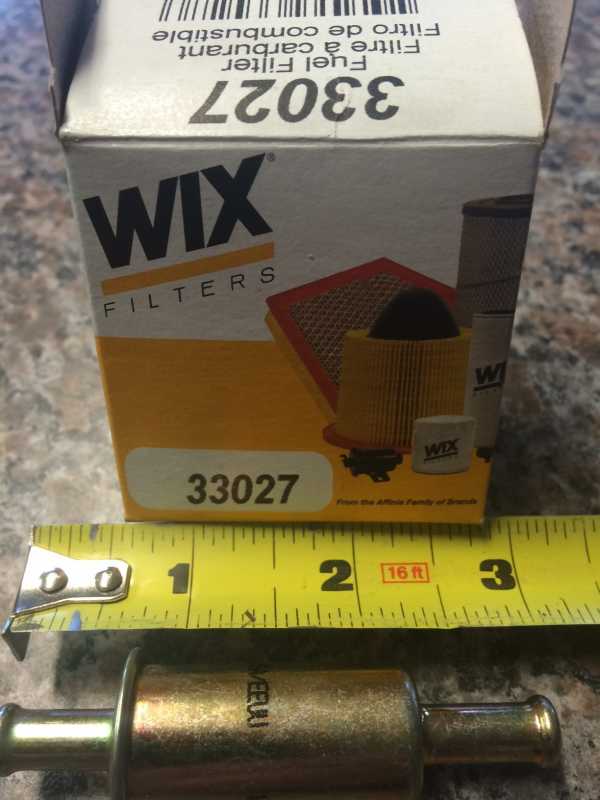 Filtro de combustible
Filtre à carburant
Fuel Filter
33027
WIX®
FILTERS
W
WIX
FILTERS
33027
From the Affinia Family of Brands
1 2 16 ft 3